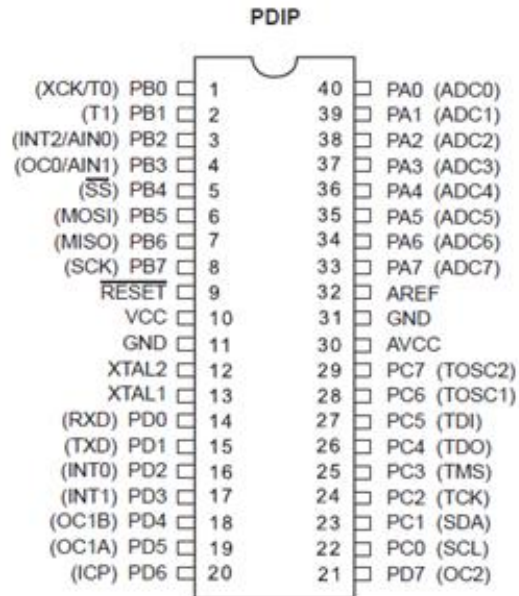 PDIP
(XCK/T0) PB0 1 40 PA0 (ADC0)
(T1) PB1 2 39 PA1 (ADC1)
(INT2/AIN0) PB2 3 38 PA2 (ADC2)
(OC0/AIN1) PB3 4 37 PA3 (ADC3)
(SS) PB4 5 36 PA4 (ADC4)
(MOSI) PB5 6 35 PA5 (ADC5)
(MISO) PB6 7 34 PA6 (ADC6)
(SCK) PB7 8 33 PA7 (ADC7)
RESET 9 32 AREF
VCC 10 31 GND
GND 11 30 AVCC
XTAL2 12 29 PC7 (TOSC2)
XTAL1 13 28 PC6 (TOSC1)
(RXD) PD0 14 27 PC5 (TDI)
(TXD) PD1 15 26 PC4 (TDO)
(INT0) PD2 16 25 PC3 (TMS)
(INT1) PD3 17 24 PC2 (TCK)
(OC1B) PD4 18 23 PC1 (SDA)
(OC1A) PD5 19 22 PC0 (SCL)
(ICP) PD6 20 21 PD7 (OC2)